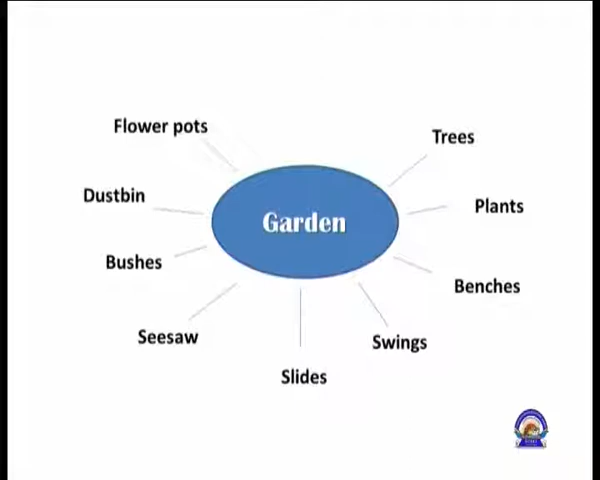 Flower pots
Trees
Dustbin
Plants
Garden
Bushes
Benches
Seesaw
Swings
Slides